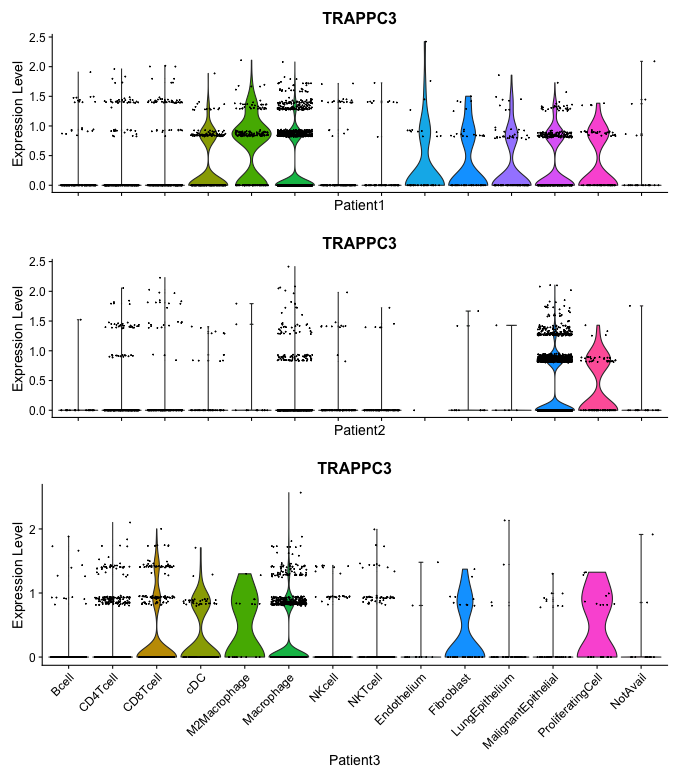 TRAPPC3
Expression Level
2.5
2.0
1.5
1.0
0.5
0.0
Patient1
TRAPPC3
Expression Level
2.5
2.0
1.5
1.0
0.5
0.0
Patient2
TRAPPC3
Expression Level
2
1
0
Bcell
CD4Tcell
CD8Tcell
cDC
M2Macrophage
Macrophage
NKcell
NKTcell
Endothelium
Fibroblast
LungEpithelium
MalignantEpithelial
ProliferatingCell
NotAvail
Patient3